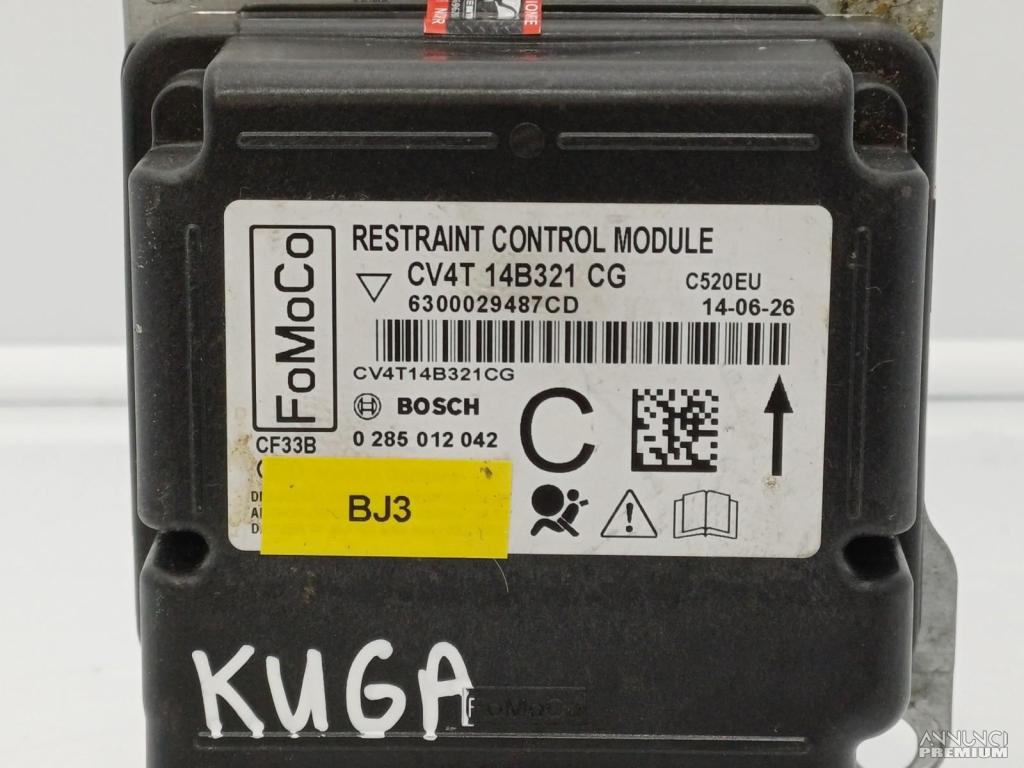 RESTRAINT CONTROL MODULE
CV4T 14B321 CG
C520EU
6300029487CD
14-06-26
CV4T14B321CG
FoMoCo
BOSCH
0 285 012 042
C
CF33B
BJ3
KUGA
FoMoCo
ANNUNCI
PREMIUM